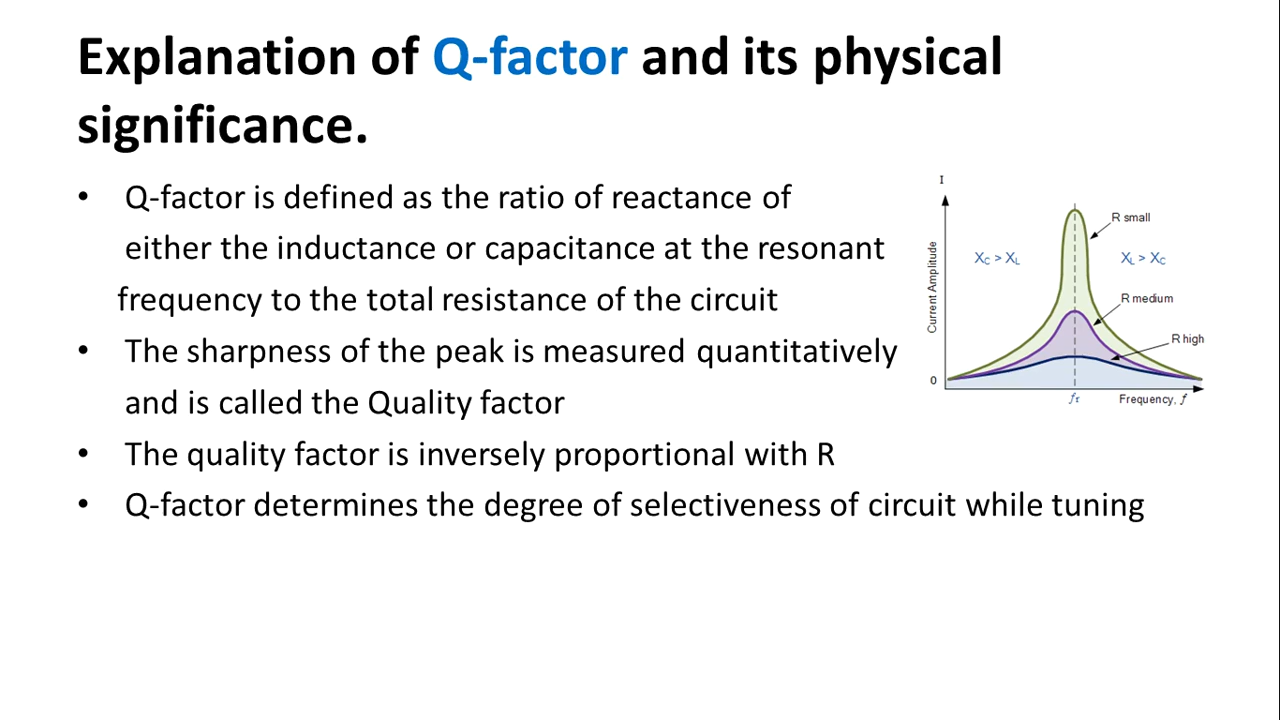 Explanation of Q-factor and its physical
significance.
• Q-factor is defined as the ratio of reactance of
either the inductance or capacitance at the resonant
frequency to the total resistance of the circuit
• The sharpness of the peak is measured quantitatively
and is called the Quality factor
• The quality factor is inversely proportional with R
• Q-factor determines the degree of selectiveness of circuit while tuning
I
Current Amplitude
0
X_C > X_L
R small
X_L > X_C
R medium
R high
fr
Frequency, f